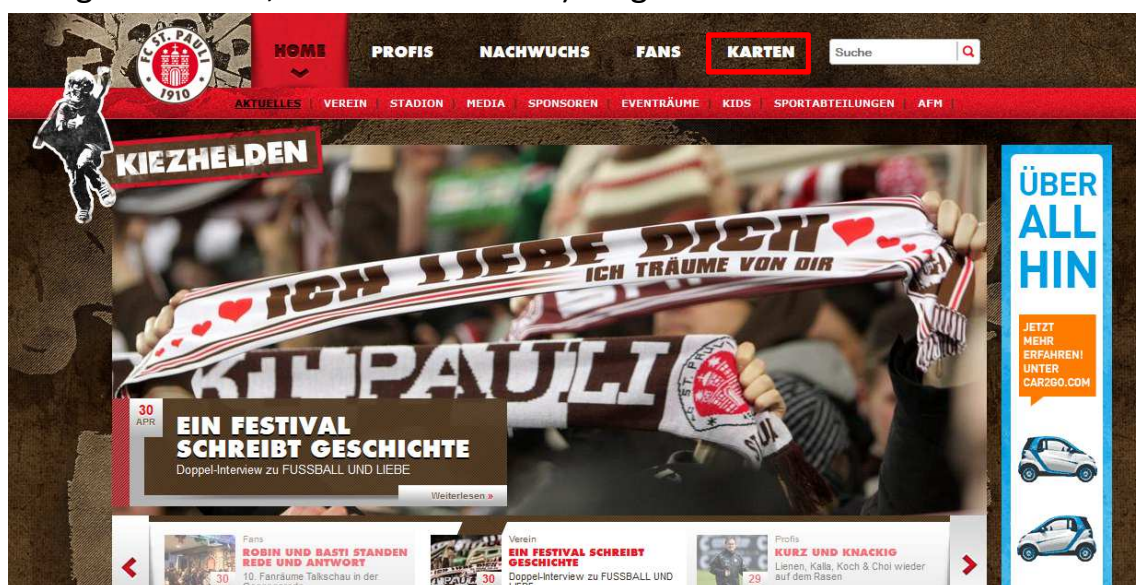 FC ST. PAULI
1910
HOME PROFIS NACHWUCHS FANS KARTEN Suche
AKTUELLES | VEREIN | STADION | MEDIA | SPONSOREN | EVENTRÄUME | KIDS | SPORTABTEILUNGEN | AFM |
KIEZHELDEN
ICH LIEBE DICH
ICH TRÄUME VON DIR
ST. PAULI
30
APR
EIN FESTIVAL
SCHREIBT GESCHICHTE
Doppel-Interview zu FUSSBALL UND LIEBE
Weiterlesen »
ÜBER
ALL
HIN
JETZT
MEHR
ERFAHREN!
UNTER
CAR2GO.COM
30
Fans
ROBIN UND BASTI STANDEN
REDE UND ANTWORT
10. Fanräume Talkschau in der
30
Verein
EIN FESTIVAL SCHREIBT
GESCHICHTE
Doppel-Interview zu FUSSBALL UND
29
Profis
KURZ UND KNACKIG
Lienen, Kalla, Koch & Choi wieder
auf dem Rasen